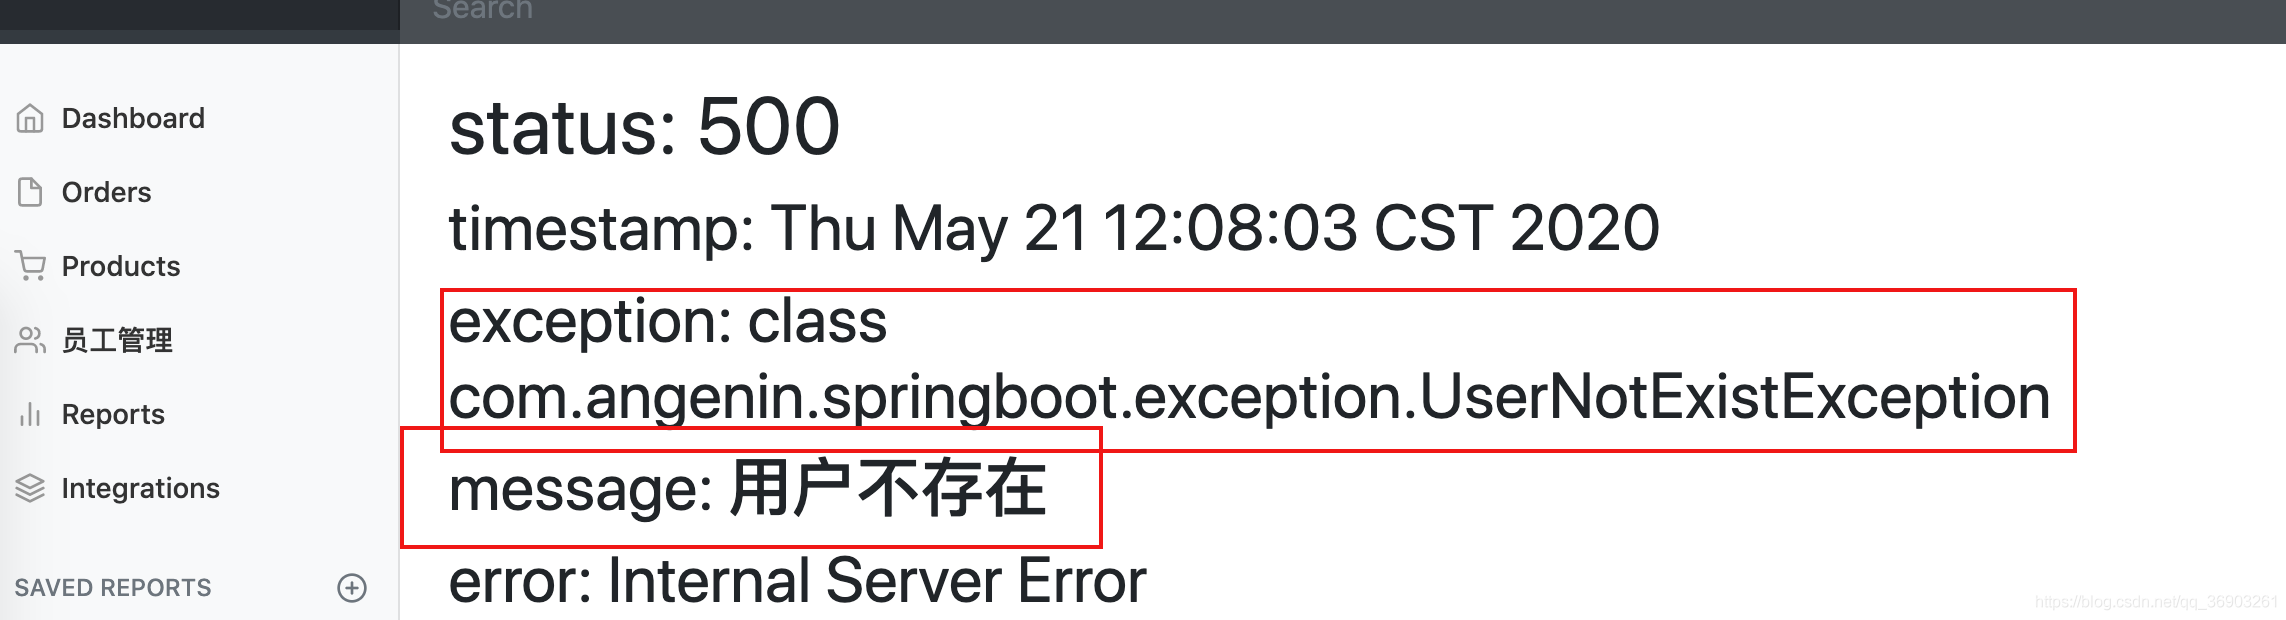 Search
Dashboard
Orders
Products
员工管理
Reports
Integrations
SAVED REPORTS
status: 500
timestamp: Thu May 21 12:08:03 CST 2020
exception: class
com.angenin.springboot.exception.UserNotExistException
message: 用户不存在
error: Internal Server Error
https://blog.csdn.net/qq_36903261